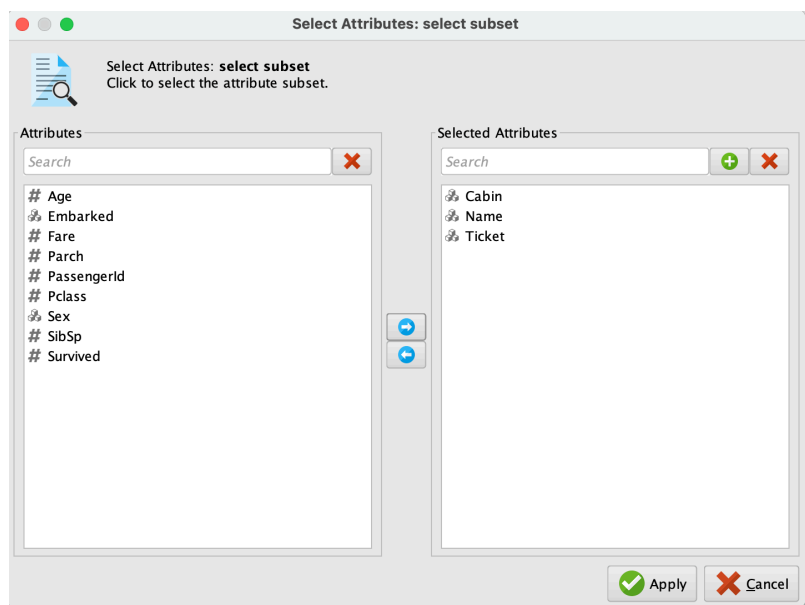 Select Attributes: select subset
Select Attributes: select subset
Click to select the attribute subset.
Attributes
Search
Age
Embarked
Fare
Parch
PassengerId
Pclass
Sex
SibSp
Survived
Selected Attributes
Search
Cabin
Name
Ticket
Apply
Cancel